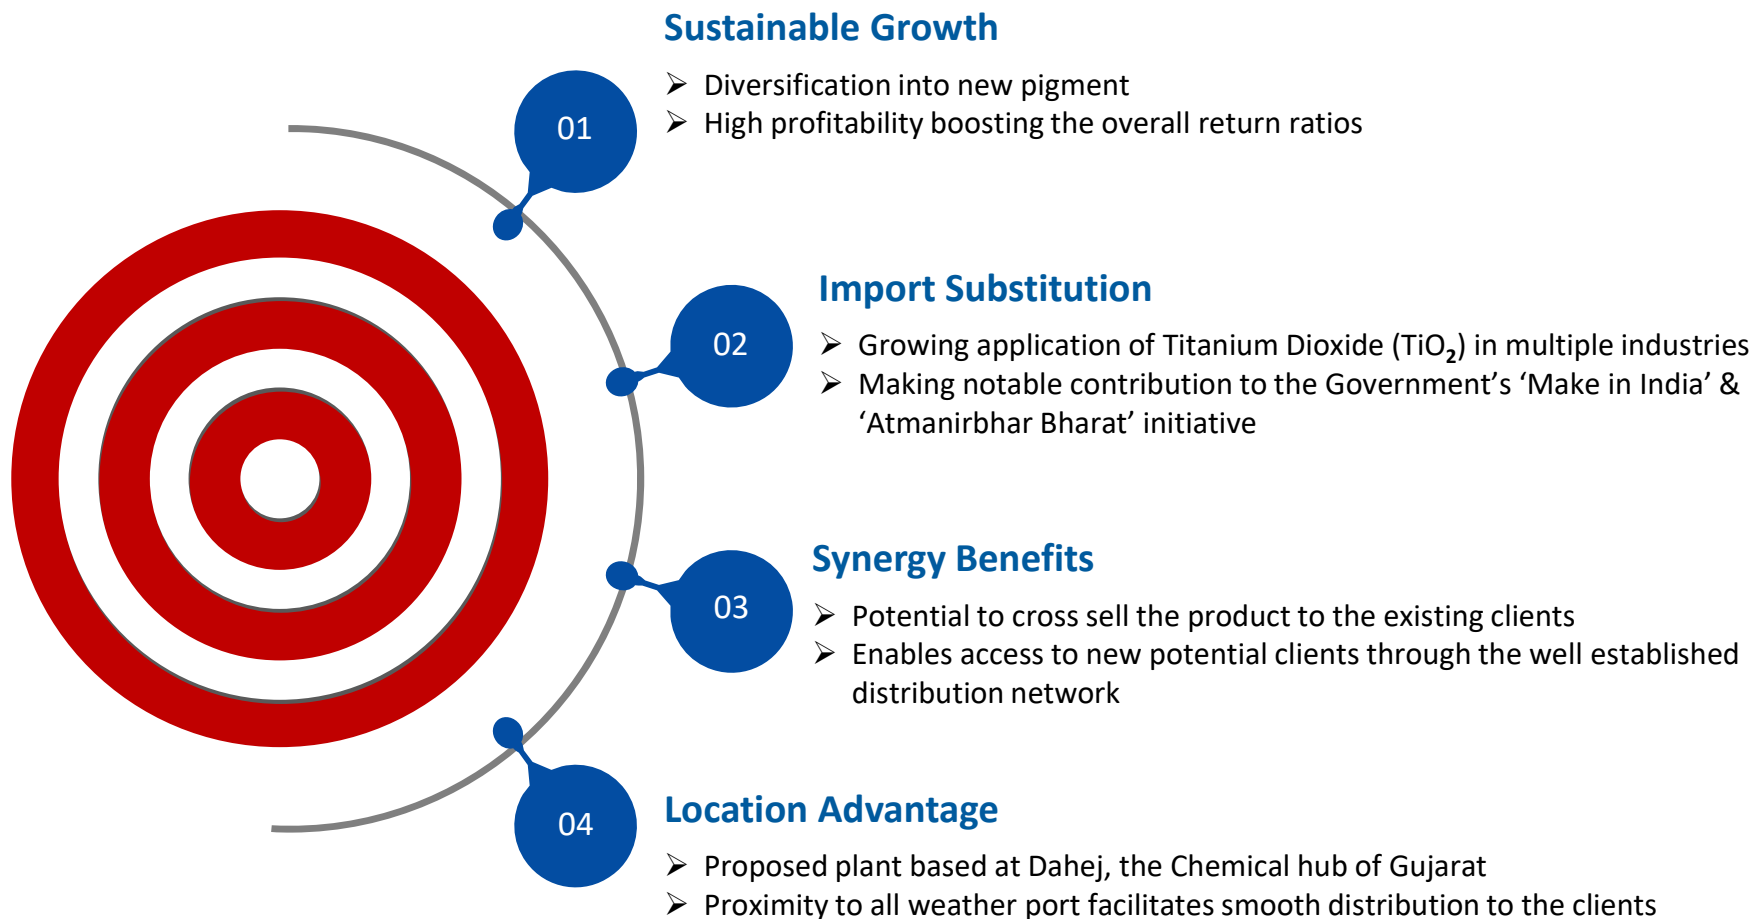 Sustainable Growth
01
➢ Diversification into new pigment
➢ High profitability boosting the overall return ratios
Import Substitution
02
➢ Growing application of Titanium Dioxide (TiO₂) in multiple industries
➢ Making notable contribution to the Government’s ‘Make in India’ &
‘Atmanirbhar Bharat’ initiative
Synergy Benefits
03
➢ Potential to cross sell the product to the existing clients
➢ Enables access to new potential clients through the well established
distribution network
Location Advantage
04
➢ Proposed plant based at Dahej, the Chemical hub of Gujarat
➢ Proximity to all weather port facilitates smooth distribution to the clients